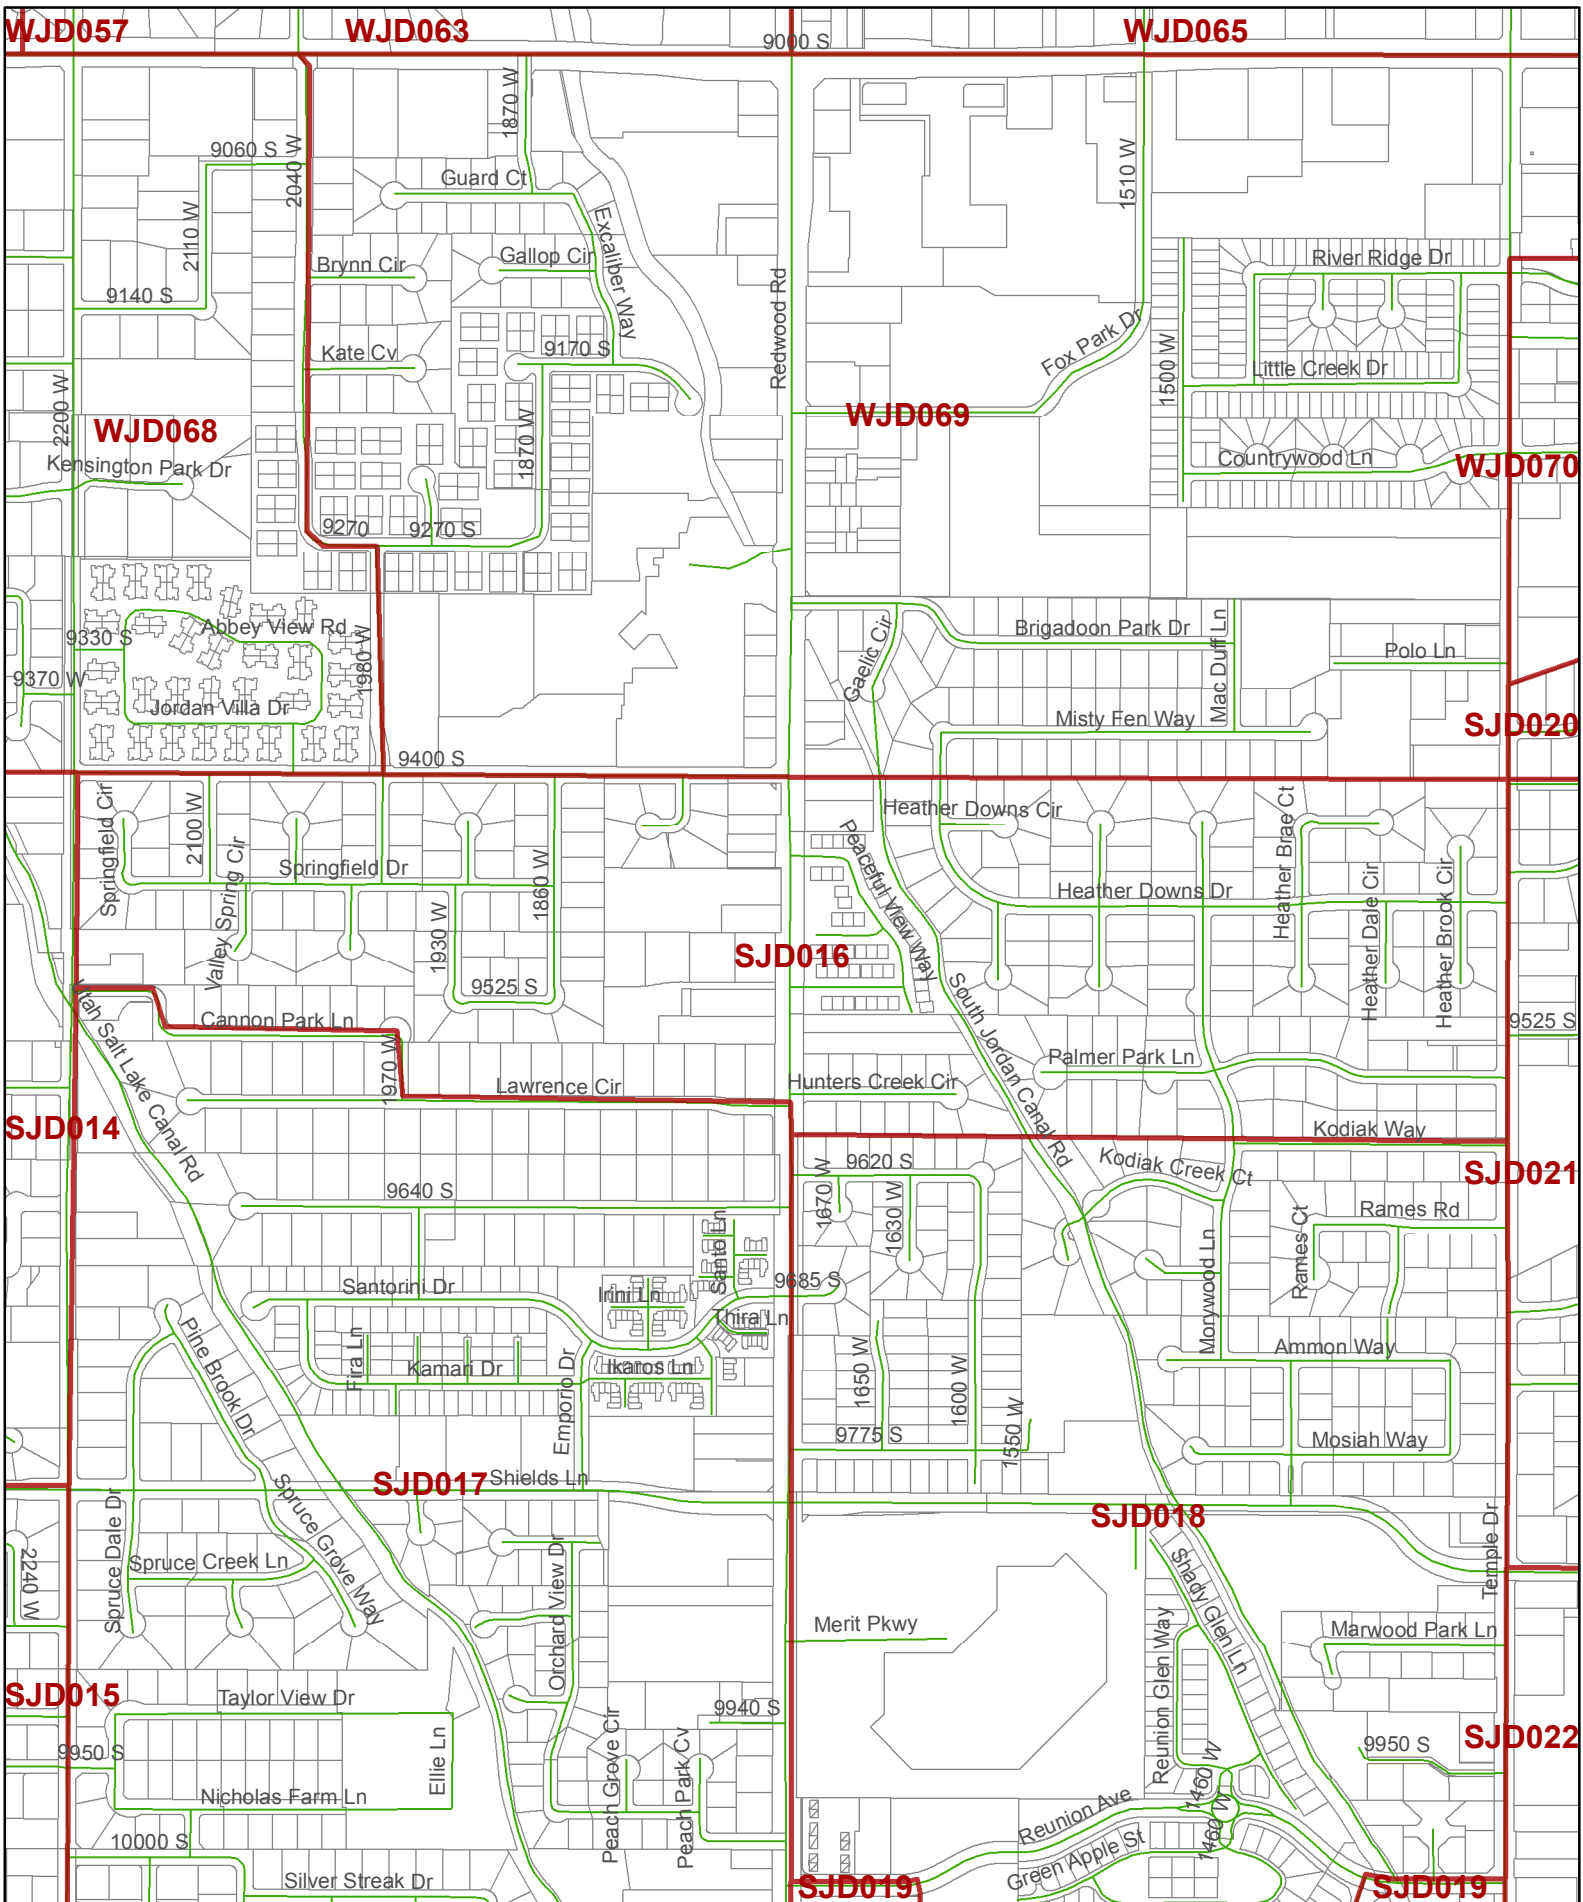 WJD057
WJD063
9000 S
WJD065
1870 W
9060 S
2040 W
1510 W
Guard Ct
2110 W
Excaliber Way
Brynn Cir
Gallop Cir
River Ridge Dr
9140 S
Redwood Rd
Fox Park Dr
Kate Cv
9170 S
1500 W
Little Creek Dr
2200 W
WJD068
WJD069
1870 W
Kensington Park Dr
Countrywood Ln
WJD070
9270
9270 S
Abbey View Rd
9330 S
1980 W
Gaelic Cir
Brigadoon Park Dr
Mac Duff Ln
Polo Ln
9370 W
Jordan Villa Dr
Misty Fen Way
SJD020
9400 S
Springfield Cir
2100 W
Heather Downs Cir
Heather Brae Ct
Valley Spring Cir
Springfield Dr
1860 W
Peaceful View Way
Heather Downs Dr
Heather Dale Cir
Heather Brook Cir
1930 W
SJD016
9525 S
South Jordan Canal Rd
Utah Salt Lake Canal Rd
Cannon Park Ln
9525 S
1970 W
Palmer Park Ln
Lawrence Cir
Hunters Creek Cir
SJD014
Kodiak Way
9620 S
Kodiak Creek Ct
SJD021
9640 S
1670 W
1630 W
Rames Rd
Santo Ln
Morywood Ln
Rames Ct
Santorini Dr
Irini Ln
9685 S
Thira Ln
Pine Brook Dr
Fira Ln
Kamari Dr
Emporio Dr
Ikaros Ln
1650 W
1600 W
Ammon Way
1550 W
9775 S
Mosiah Way
SJD017
Shields Ln
Spruce Grove Way
SJD018
Spruce Dale Dr
Temple Dr
2240 W
Spruce Creek Ln
Orchard View Dr
Shady Glen Ln
Merit Pkwy
Reunion Glen Way
Marwood Park Ln
SJD015
Taylor View Dr
9940 S
9950 S
Ellie Ln
Peach Grove Cir
Peach Park Cv
9950 S
SJD022
Nicholas Farm Ln
1460 W
Reunion Ave
1460 W
10000 S
Green Apple St
Silver Streak Dr
SJD019
SJD019